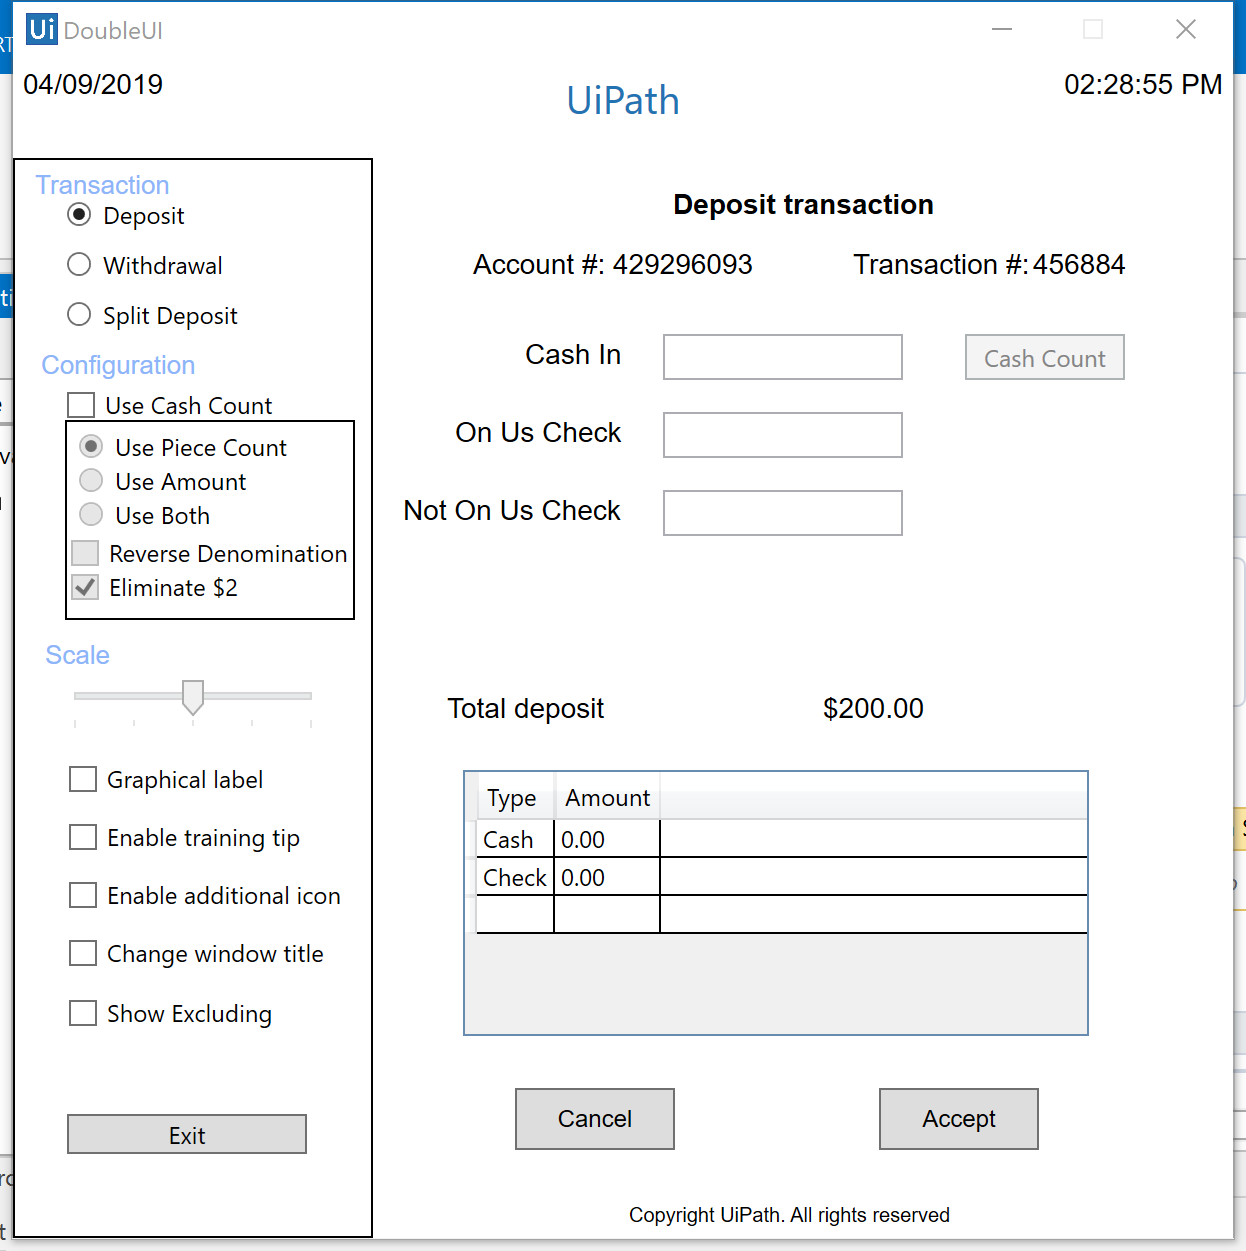 Ui DoubleUI
04/09/2019
UiPath
02:28:55 PM
Transaction
Deposit
Withdrawal
Split Deposit
Configuration
Use Cash Count
Use Piece Count
Use Amount
Use Both
Reverse Denomination
Eliminate $2
Scale
Graphical label
Enable training tip
Enable additional icon
Change window title
Show Excluding
Exit
Deposit transaction
Account #: 429296093 Transaction #: 456884
Cash In
Cash Count
On Us Check
Not On Us Check
Total deposit $200.00
Type Amount
Cash 0.00
Check 0.00
Cancel Accept
Copyright UiPath. All rights reserved